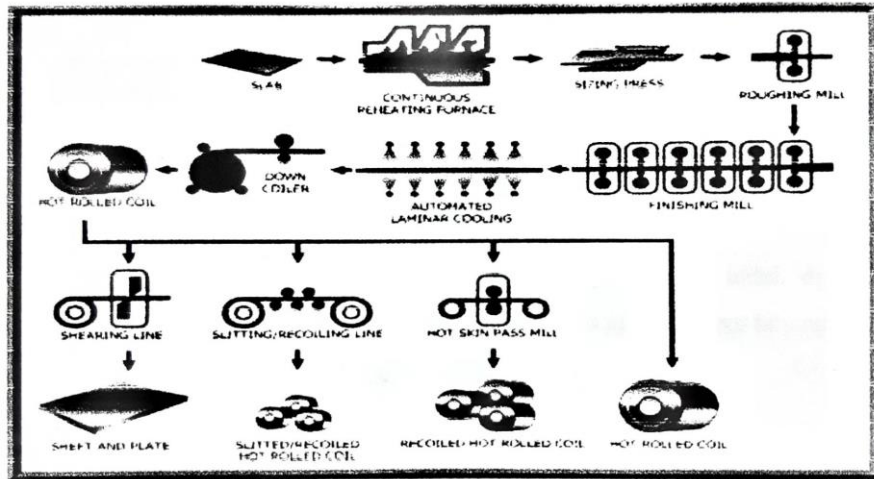 SLAB
CONTINUOUS
REHEATING FURNACE
SIZING PRESS
ROUGHING MILL
HOT ROLLED COIL
DOWN
COILER
AUTOMATED
LAMINAR COOLING
FINISHING MILL
SHEARING LINE
SLITTING/RECOILING LINE
HOT SKIN PASS MILL
SHEET AND PLATE
SLITTED/RECOILED
HOT ROLLED COIL
RECOILED HOT ROLLED COIL
HOT ROLLED COIL